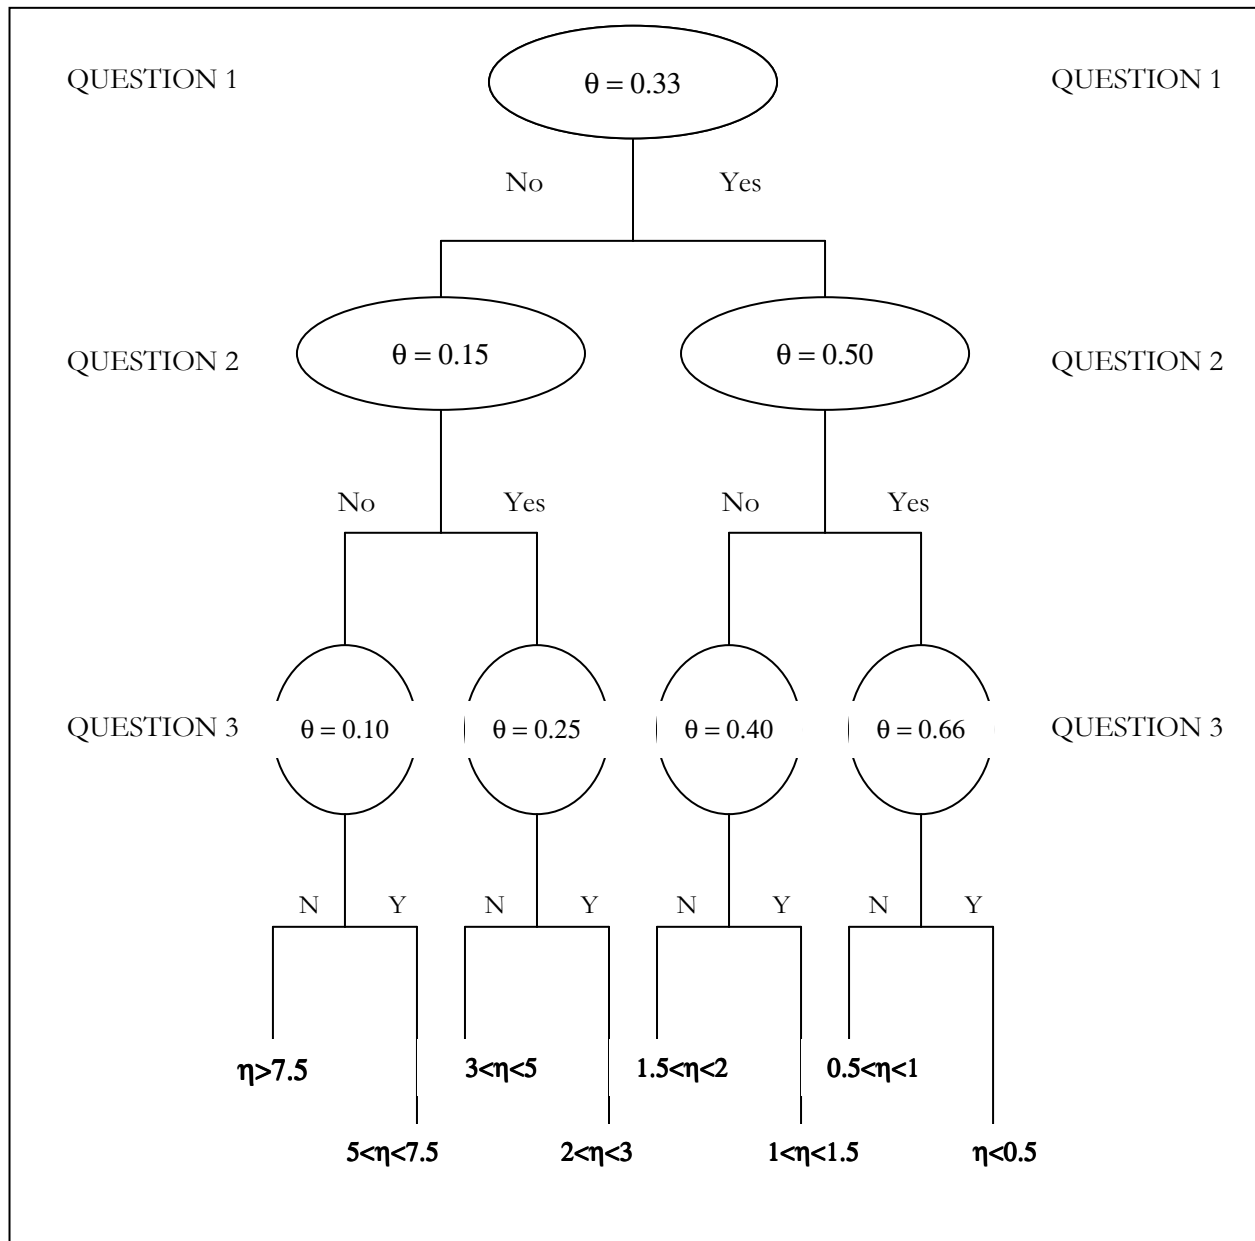 QUESTION 1 θ = 0.33 QUESTION 1
No Yes
QUESTION 2 θ = 0.15 θ = 0.50 QUESTION 2
No Yes No Yes
QUESTION 3 θ = 0.10 θ = 0.25 θ = 0.40 θ = 0.66 QUESTION 3
N Y N Y N Y N Y
η>7.5 3<η<5 1.5<η<2 0.5<η<1
5<η<7.5 2<η<3 1<η<1.5 η<0.5